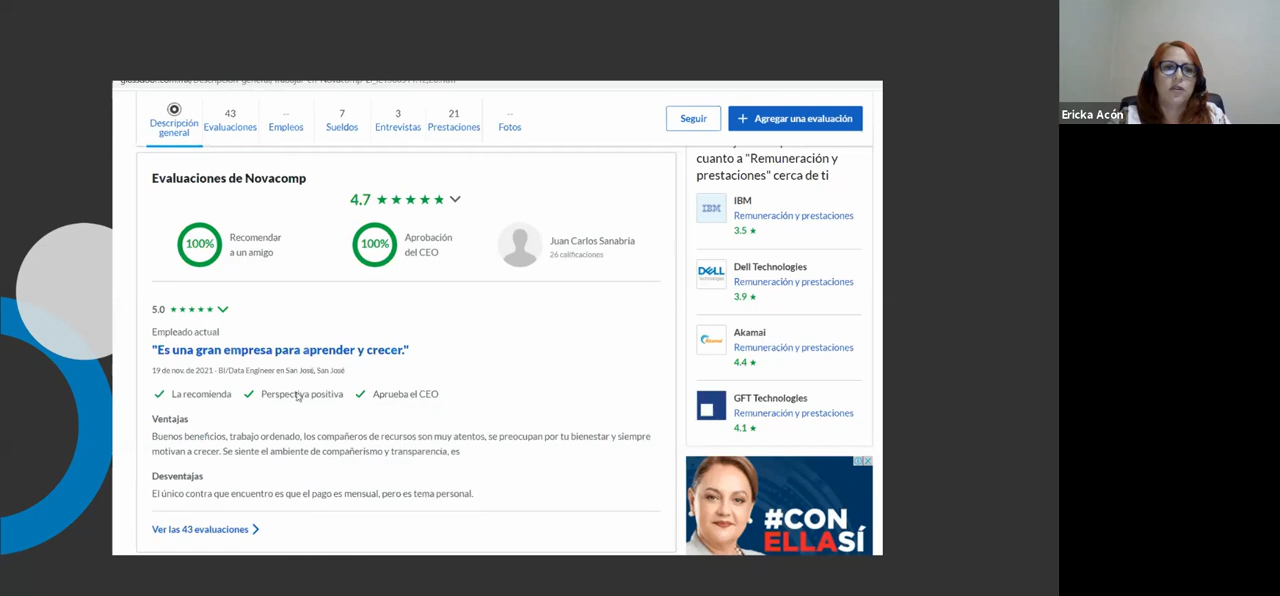 Descripción
general
43
Evaluaciones
--
Empleos
7
Sueldos
3
Entrevistas
21
Prestaciones
--
Fotos
Seguir
+ Agregar una evaluación
Evaluaciones de Novacomp
4.7
100%
Recomendar
a un amigo
100%
Aprobación
del CEO
Juan Carlos Sanabria
26 calificaciones
5.0
Empleado actual
"Es una gran empresa para aprender y crecer."
19 de nov. de 2021 - BI/Data Engineer en San José, San José
La recomienda
Perspectiva positiva
Aprueba el CEO
Ventajas
Buenos beneficios, trabajo ordenado, los compañeros de recursos son muy atentos, se preocupan por tu bienestar y siempre
motivan a crecer. Se siente el ambiente de compañerismo y transparencia, es
Desventajas
El único contra que encuentro es que el pago es mensual, pero es tema personal.
Ver las 43 evaluaciones
cuanto a "Remuneración y
prestaciones" cerca de ti
IBM
IBM
Remuneración y prestaciones
3.5 ★
DELL
Technologies
Dell Technologies
Remuneración y prestaciones
3.9 ★
Akamai
Akamai
Remuneración y prestaciones
4.4 ★
GFT Technologies
Remuneración y prestaciones
4.1 ★
#CON
ELLASÍ
Ericka Acón